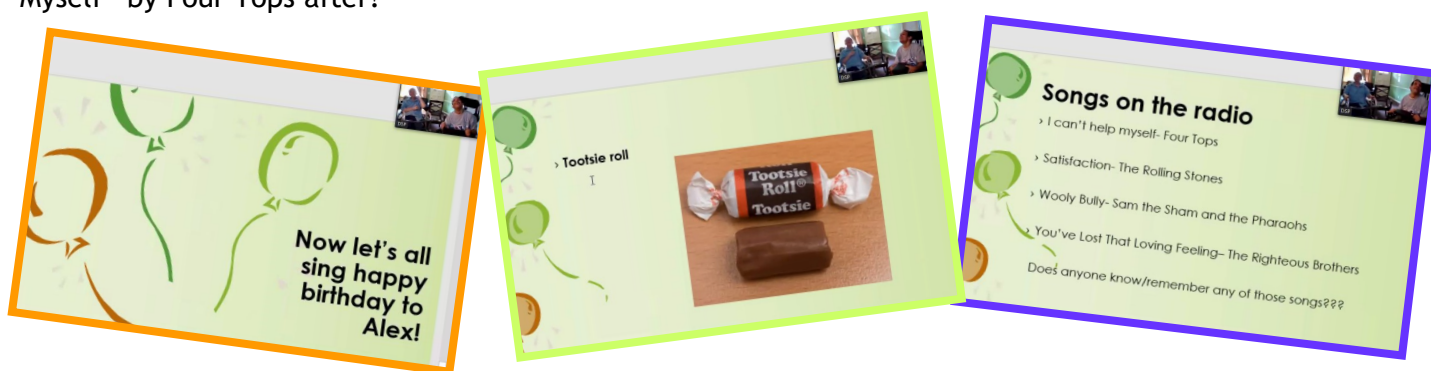 Myself" by Four Tops after!
Now let's all
sing happy
birthday to
Alex!
› Tootsie roll
Tootsie
Roll®
Tootsie
Songs on the radio
› I can't help myself- Four Tops
› Satisfaction- The Rolling Stones
› Wooly Bully- Sam the Sham and the Pharaohs
› You've Lost That Loving Feeling– The Righteous Brothers
Does anyone know/remember any of those songs???